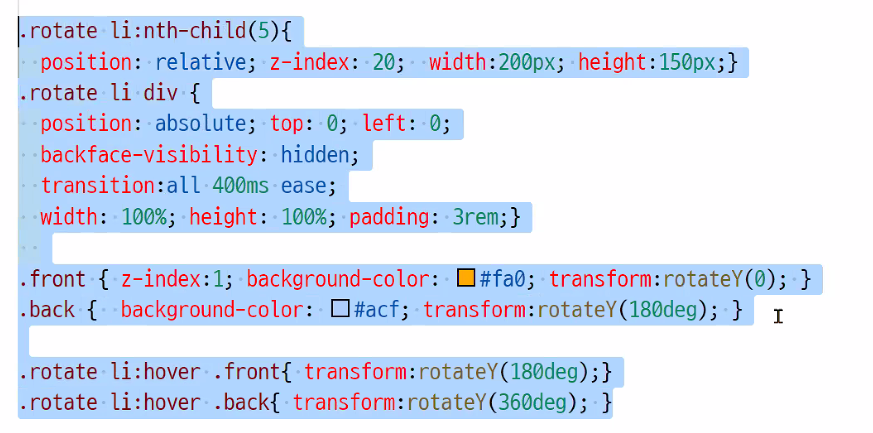 .rotate li:nth-child(5){
  position: relative; z-index: 20;  width:200px; height:150px;}
.rotate li div {
  position: absolute; top: 0; left: 0;
  backface-visibility: hidden;
  transition:all 400ms ease;
  width: 100%; height: 100%; padding: 3rem;}
.front { z-index:1; background-color: #fa0; transform:rotateY(0); }
.back {  background-color: #acf; transform:rotateY(180deg); }
.rotate li:hover .front{ transform:rotateY(180deg);}
.rotate li:hover .back{ transform:rotateY(360deg); }